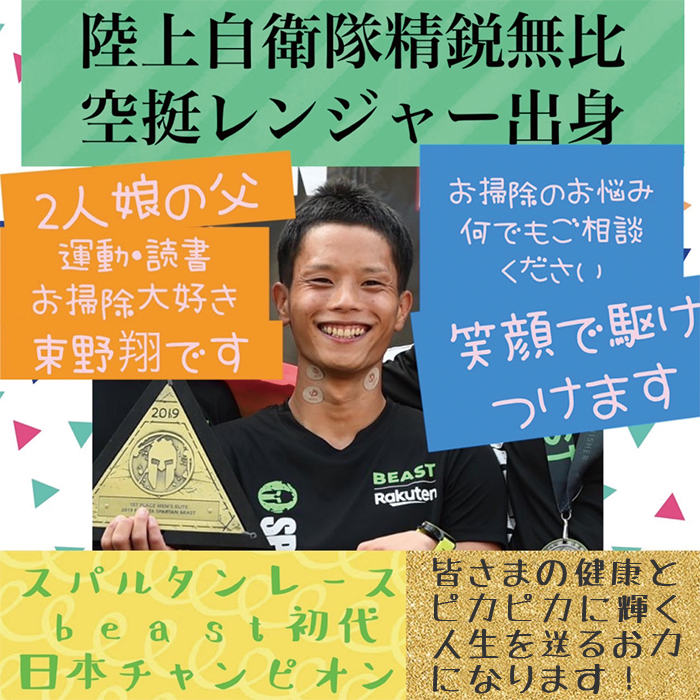 陸上自衛隊精鋭無比
空挺レンジャー出身
2人娘の父
運動•読書
お掃除大好き
東野翔です
お掃除のお悩み
何でもご相談
ください
笑顔で駆け
つけます
2019
1ST PLACE MEN'S ELITE
BEAST
Rakuten
スパルタンレース
beast初代
日本チャンピオン
皆さまの健康と
ピカピカに輝く
人生を送るお力
になります！